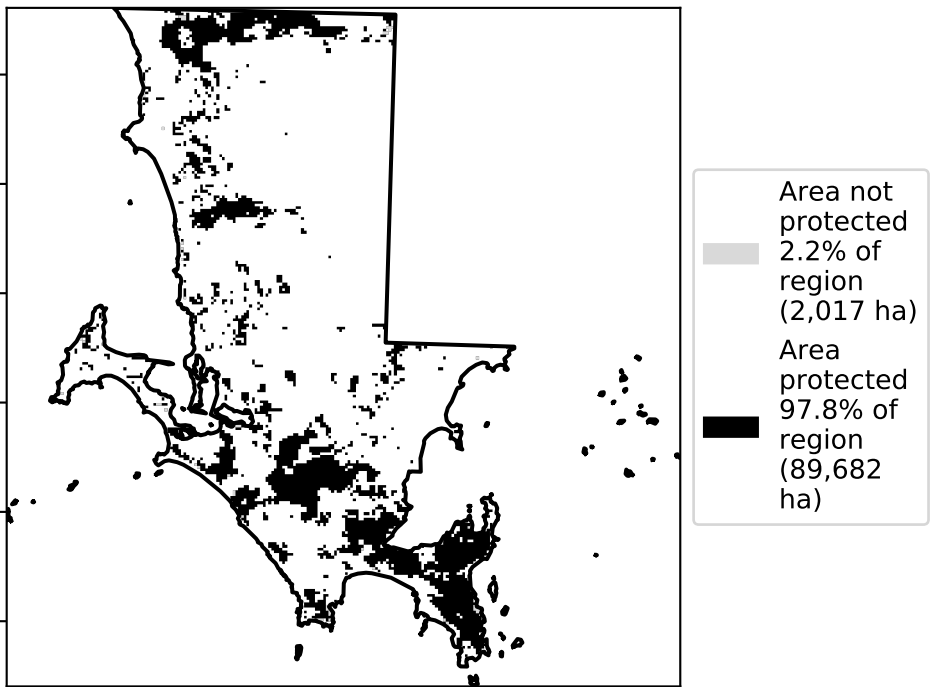 Area not
protected
2.2% of
region
(2,017 ha)
Area
protected
97.8% of
region
(89,682
ha)